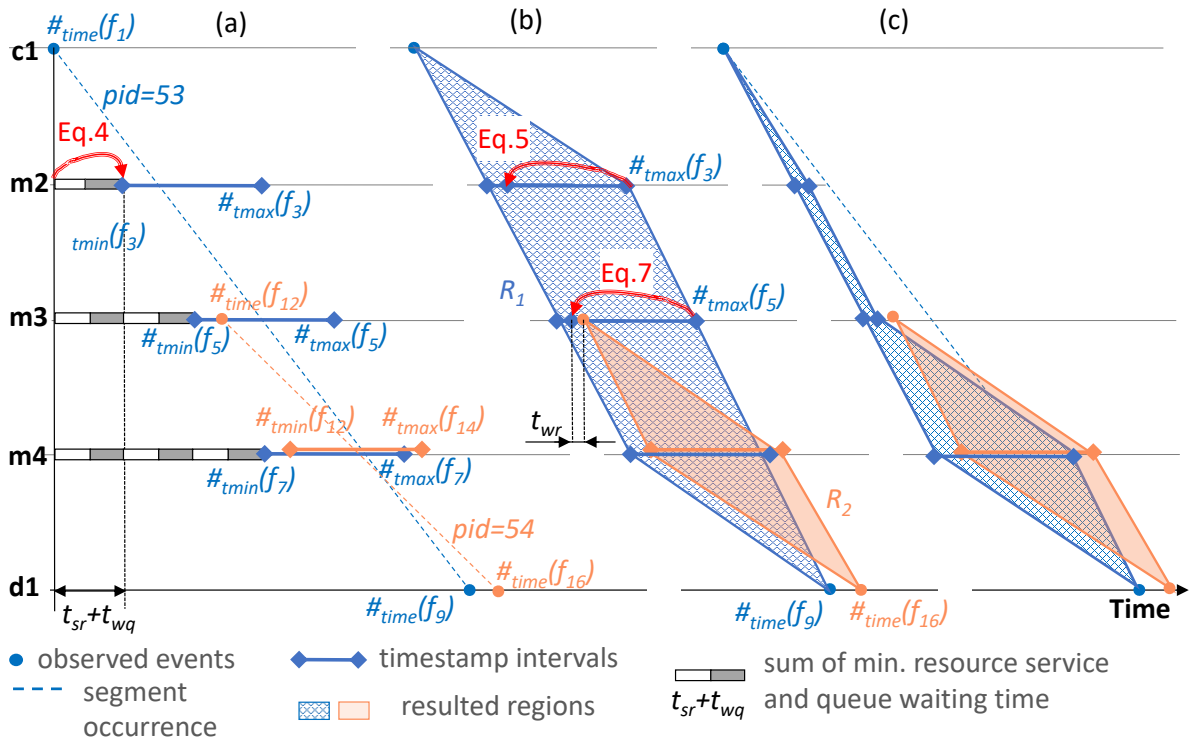 #time(f1)
(a)
(b)
(c)
c1
pid=53
Eq.4
Eq.5
m2
#tmax(f3)
#tmax(f3)
tmin(f3)
Eq.7
#time(f12)
R1
#tmax(f5)
m3
#tmin(f5)
#tmax(f5)
#tmin(f12)
#tmax(f14)
twr
m4
#tmin(f7)
#tmax(f7)
R2
pid=54
#time(f16)
d1
tsr+twq
#time(f9)
#time(f9)
#time(f16)
Time
observed events
timestamp intervals
sum of min. resource service
segment
occurrence
resulted regions
tsr+twq
and queue waiting time